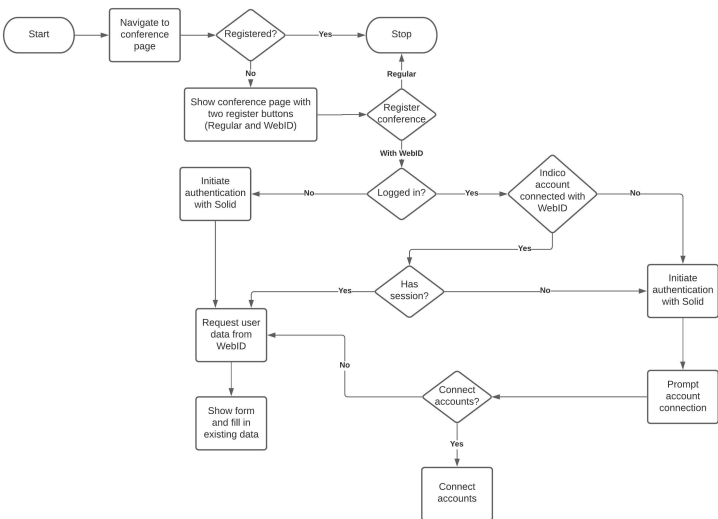 Start
Navigate to
conference
page
Registered?
Yes
Stop
No
Regular
Show conference page with
two register buttons
(Regular and WebID)
Register
conference
With WebID
Initiate
authentication
with Solid
No
Logged in?
Yes
Indico
account
connected with
WebID
No
Yes
Has
session?
Yes
No
Initiate
authentication
with Solid
Request user
data from
WebID
No
Connect
accounts?
Prompt
account
connection
Show form
and fill in
existing data
Yes
Connect
accounts